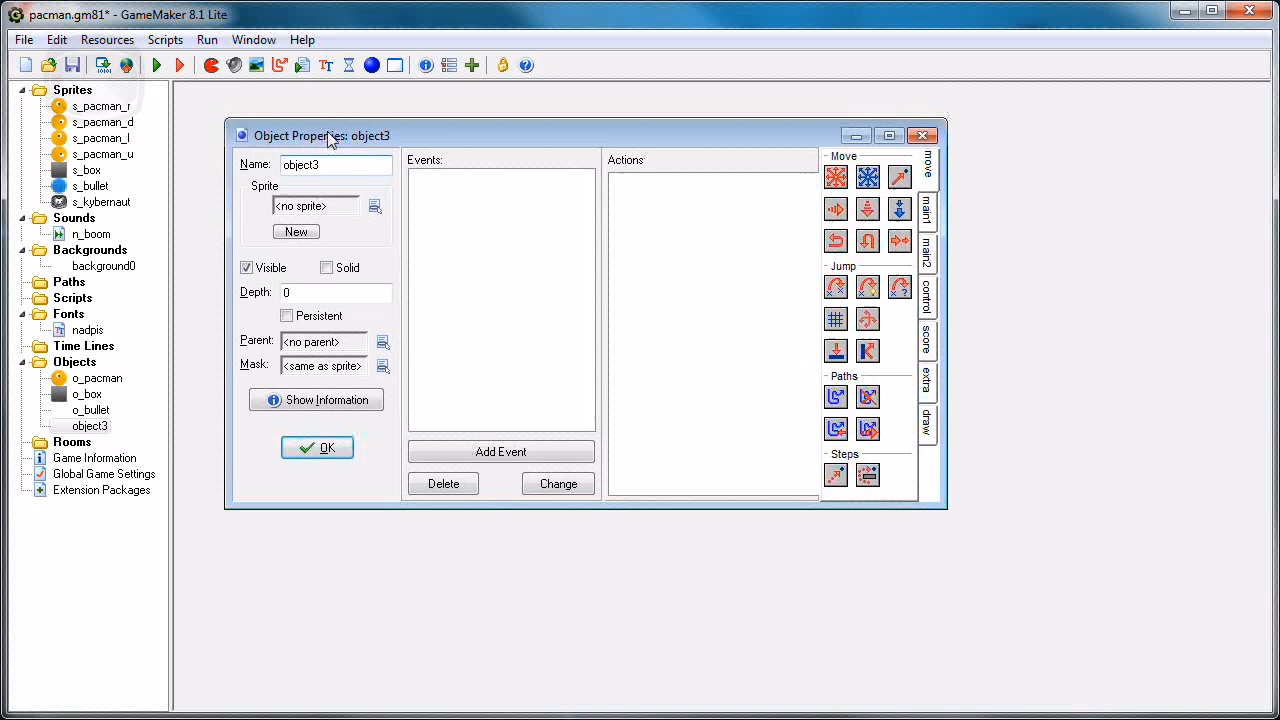 pacman.gm81* - GameMaker 8.1 Lite
File Edit Resources Scripts Run Window Help
Sprites
s_pacman_r
s_pacman_d
s_pacman_l
s_pacman_u
s_box
s_bullet
s_kybernaut
Sounds
n_boom
Backgrounds
background0
Paths
Scripts
Fonts
nadpis
Time Lines
Objects
o_pacman
o_box
o_bullet
object3
Rooms
Game Information
Global Game Settings
Extension Packages
Object Properties: object3
Name: object3
Sprite
<no sprite>
New
Visible Solid
Depth: 0
Persistent
Parent: <no parent>
Mask: <same as sprite>
Show Information
OK
Events:
Add Event
Delete Change
Actions:
Move
Jump
Paths
Steps
move
main1
main2
control
score
extra
draw